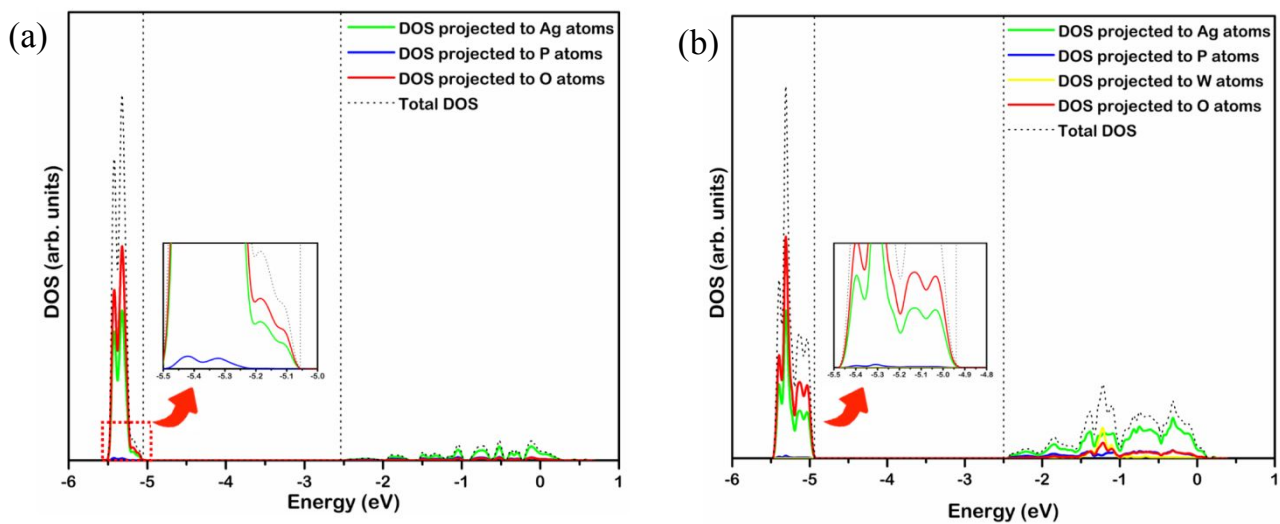 (a)
DOS projected to Ag atoms
DOS projected to P atoms
DOS projected to O atoms
Total DOS
DOS (arb. units)
-5.5 -5.4 -5.3 -5.2 -5.1 -5.0
-6 -5 -4 -3 -2 -1 0 1
Energy (eV)
(b)
DOS projected to Ag atoms
DOS projected to P atoms
DOS projected to W atoms
DOS projected to O atoms
Total DOS
DOS (arb. units)
-5.5 -5.4 -5.3 -5.2 -5.1 -5.0 -4.9 -4.8
-6 -5 -4 -3 -2 -1 0 1
Energy (eV)